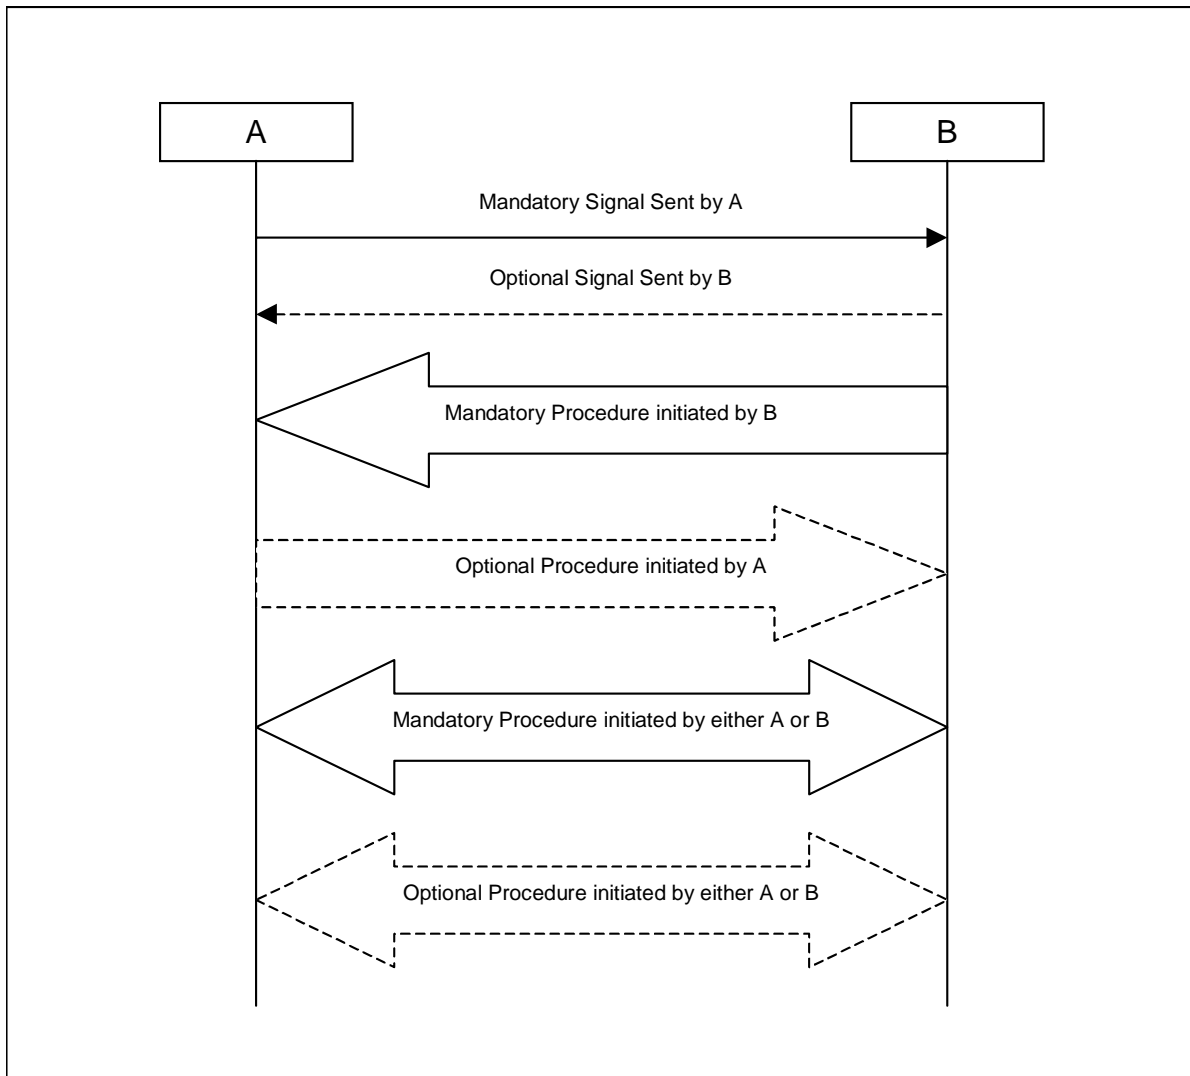 A
B
Mandatory Signal Sent by A
Optional Signal Sent by B
Mandatory Procedure initiated by B
Optional Procedure initiated by A
Mandatory Procedure initiated by either A or B
Optional Procedure initiated by either A or B